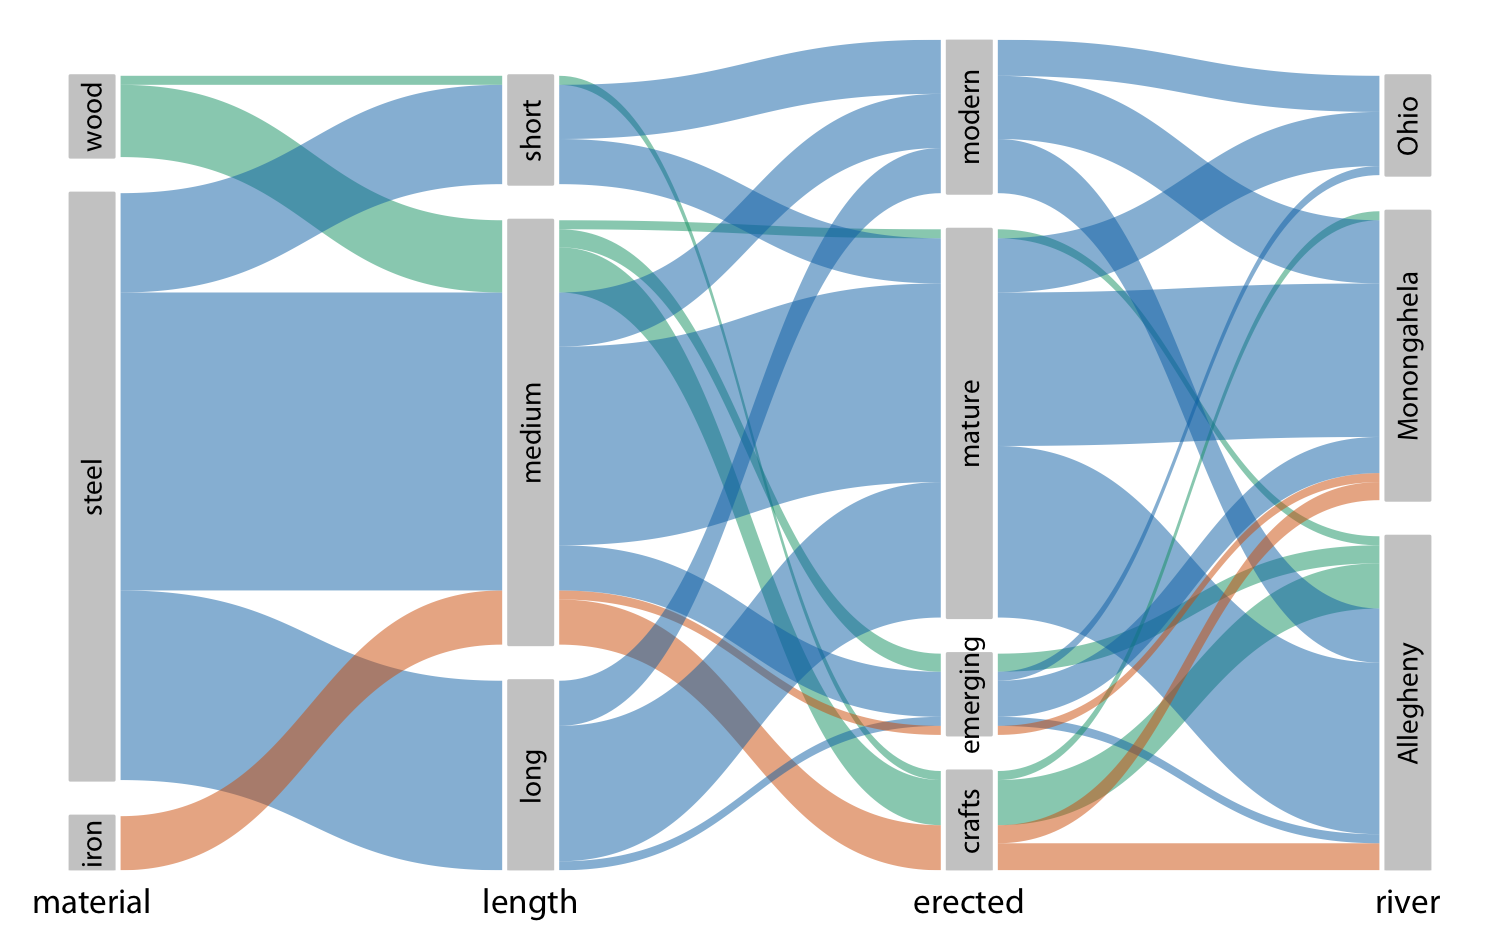 wood
steel
iron
short
medium
long
modern
mature
emerging
crafts
Ohio
Monongahela
Allegheny
material
length
erected
river